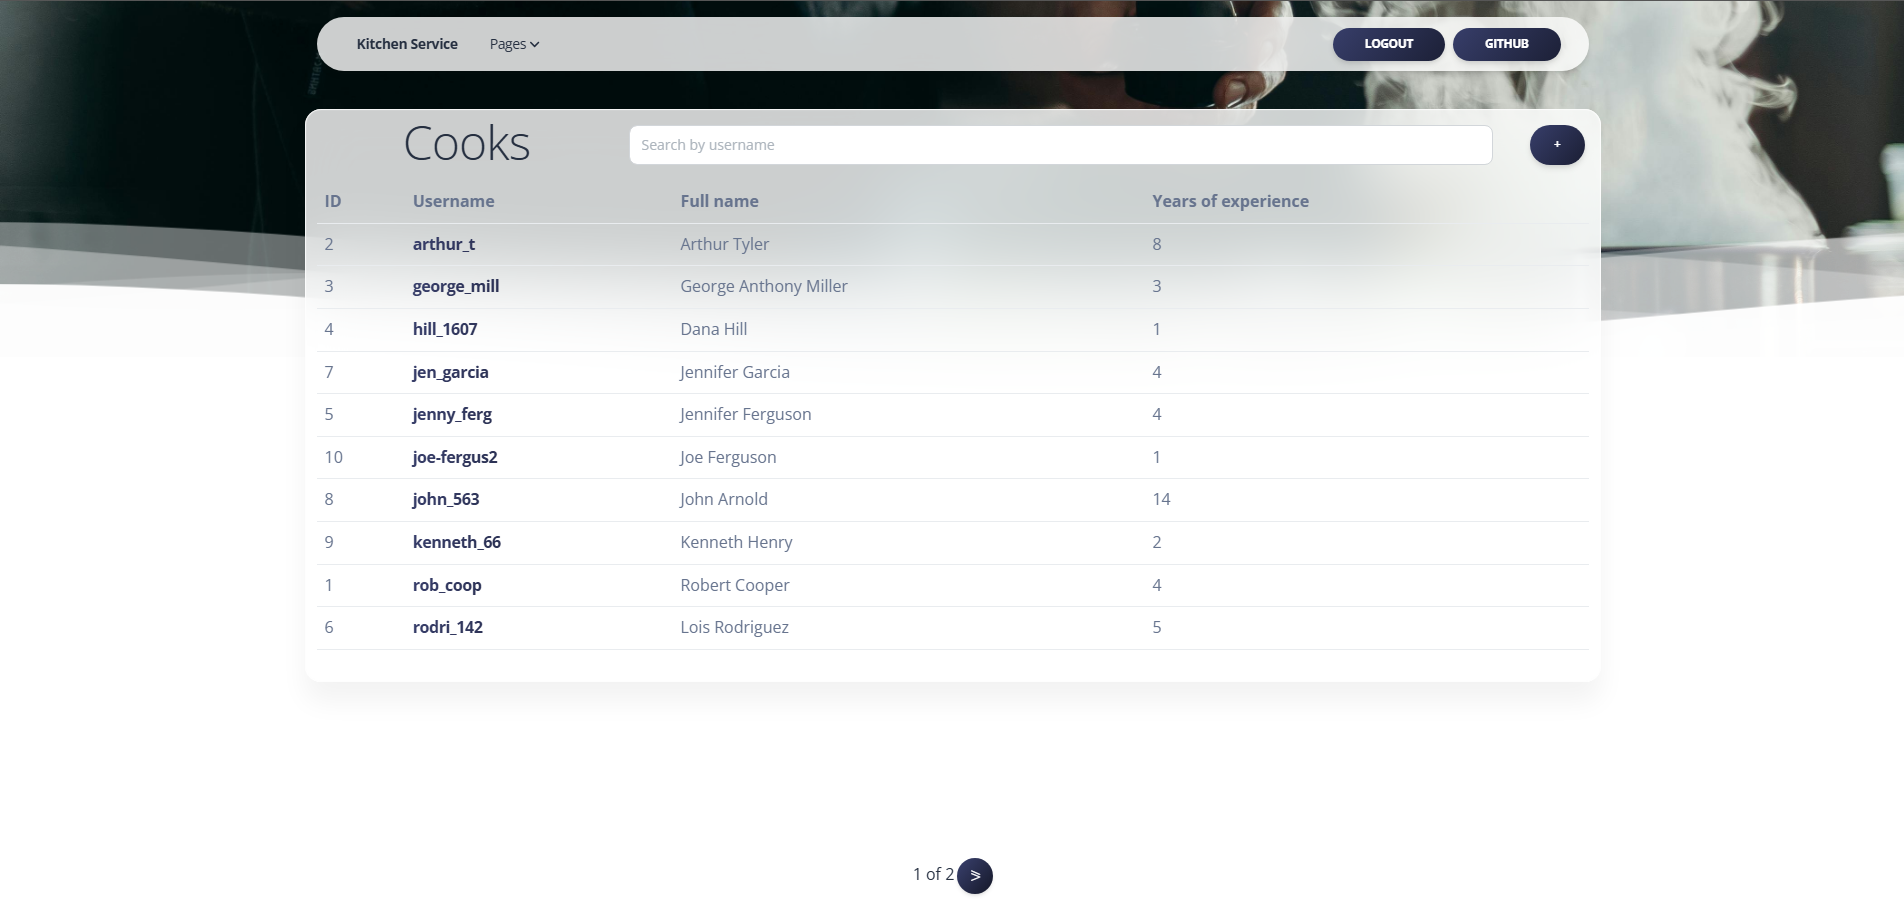 Kitchen Service Pages LOGOUT GITHUB
Cooks Search by username +
ID Username Full name Years of experience
2 arthur_t Arthur Tyler 8
3 george_mill George Anthony Miller 3
4 hill_1607 Dana Hill 1
7 jen_garcia Jennifer Garcia 4
5 jenny_ferg Jennifer Ferguson 4
10 joe-fergus2 Joe Ferguson 1
8 john_563 John Arnold 14
9 kenneth_66 Kenneth Henry 2
1 rob_coop Robert Cooper 4
6 rodri_142 Lois Rodriguez 5
1 of 2 ⋟